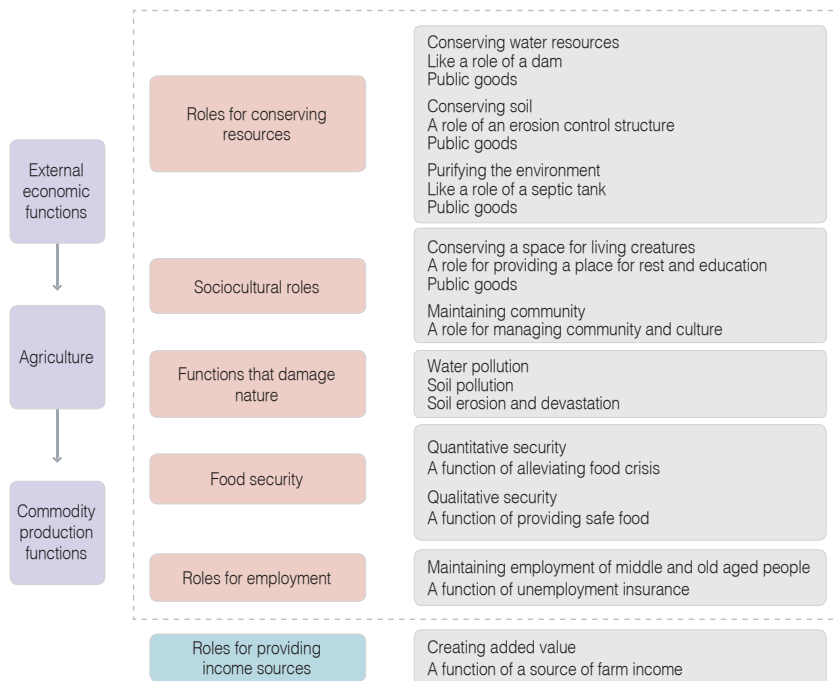 External
economic
functions
Agriculture
Commodity
production
functions
Roles for conserving
resources
Conserving water resources
Like a role of a dam
Public goods
Conserving soil
A role of an erosion control structure
Public goods
Purifying the environment
Like a role of a septic tank
Public goods
Sociocultural roles
Conserving a space for living creatures
A role for providing a place for rest and education
Public goods
Maintaining community
A role for managing community and culture
Functions that damage
nature
Water pollution
Soil pollution
Soil erosion and devastation
Food security
Quantitative security
A function of alleviating food crisis
Qualitative security
A function of providing safe food
Roles for employment
Maintaining employment of middle and old aged people
A function of unemployment insurance
Roles for providing
income sources
Creating added value
A function of a source of farm income